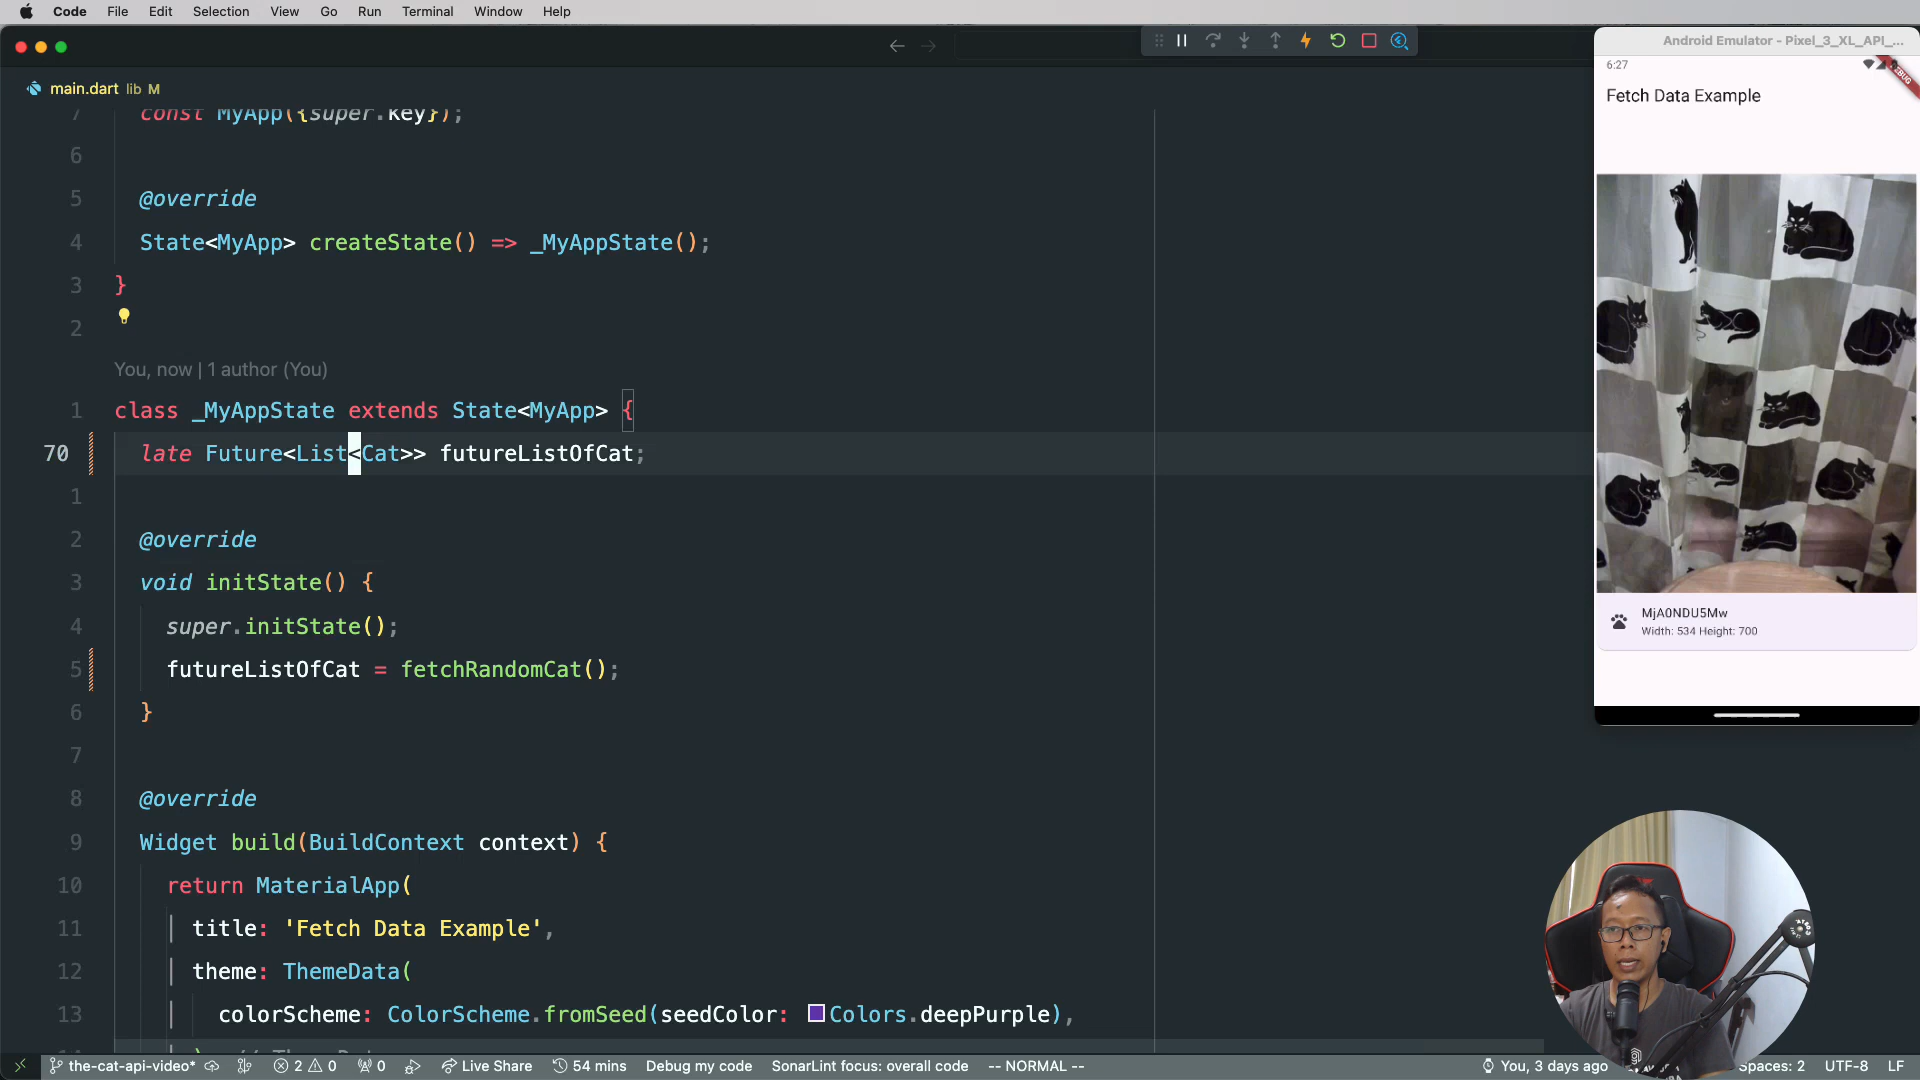 Code File Edit Selection View Go Run Terminal Window Help
main.dart lib M
7 const MyApp({super.key});
6
5 @override
4 State<MyApp> createState() => _MyAppState();
3 }
2
You, now | 1 author (You)
1 class _MyAppState extends State<MyApp> {
70 late Future<List<Cat>> futureListOfCat;
1
2 @override
3 void initState() {
4 super.initState();
5 futureListOfCat = fetchRandomCat();
6 }
7
8 @override
9 Widget build(BuildContext context) {
10 return MaterialApp(
11 title: 'Fetch Data Example',
12 theme: ThemeData(
13 colorScheme: ColorScheme.fromSeed(seedColor: Colors.deepPurple),
the-cat-api-video* 2 0 0 Live Share 54 mins Debug my code SonarLint focus: overall code -- NORMAL -- You, 3 days ago Spaces: 2 UTF-8 LF
Android Emulator - Pixel_3_XL_API_...
6:27
Fetch Data Example
MjA0NDU5Mw
Width: 534 Height: 700